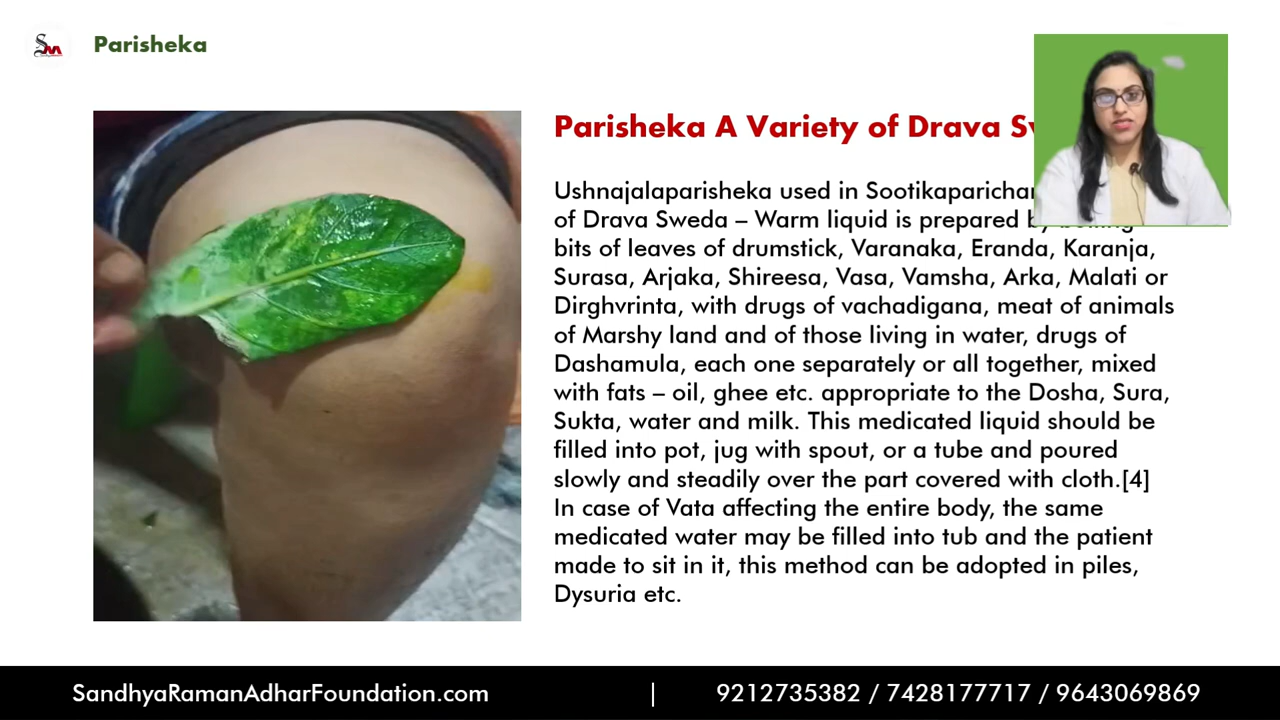 SM
Parisheka
Parisheka A Variety of Drava
Ushnajalaparisheka used in
of Drava Sweda – Warm liquid is prepared
bits of leaves of drumstick, Varanaka, Eranda, Karanja,
Surasa, Arjaka, Shireesa, Vasa, Vamsha, Arka, Malati or
Dirghvrinta, with drugs of vachadigana, meat of animals
of Marshy land and of those living in water, drugs of
Dashamula, each one separately or all together, mixed
with fats – oil, ghee etc. appropriate to the Dosha, Sura,
Sukta, water and milk. This medicated liquid should be
filled into pot, jug with spout, or a tube and poured
slowly and steadily over the part covered with cloth.[4]
In case of Vata affecting the entire body, the same
medicated water may be filled into tub and the patient
made to sit in it, this method can be adopted in piles,
Dysuria etc.
SandhyaRamanAdharFoundation.com | 9212735382 / 7428177717 / 9643069869